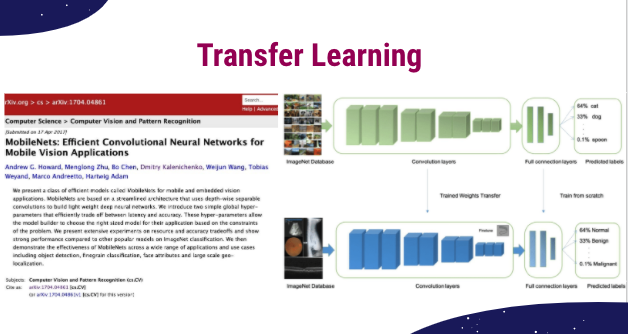 Transfer Learning
rXiv.org > cs > arXiv:1704.04861
Search...
Help | Advanced
Computer Science > Computer Vision and Pattern Recognition
[Submitted on 17 Apr 2017]
MobileNets: Efficient Convolutional Neural Networks for
Mobile Vision Applications
Andrew G. Howard, Menglong Zhu, Bo Chen, Dmitry Kalenichenko, Weijun Wang, Tobias
Weyand, Marco Andreetto, Hartwig Adam
We present a class of efficient models called MobileNets for mobile and embedded vision
applications. MobileNets are based on a streamlined architecture that uses depth-wise separable
convolutions to build light weight deep neural networks. We introduce two simple global hyper-
parameters that efficiently trade off between latency and accuracy. These hyper-parameters allow
the model builder to choose the right sized model for their application based on the constraints
of the problem. We present extensive experiments on resource and accuracy tradeoffs and show
strong performance compared to other popular models on ImageNet classification. We then
demonstrate the effectiveness of MobileNets across a wide range of applications and use cases
including object detection, finegrain classification, face attributes and large scale geo-
localization.
Subjects: Computer Vision and Pattern Recognition (cs.CV)
Cite as: arXiv:1704.04861 [cs.CV]
(or arXiv:1704.04861v1 [cs.CV] for this version)
84% cat
33% dog
0.1% spoon
ImageNet Database
Convolution layers
Full connection layers
Predicted labels
Trained Weights Transfer
Train from scratch
64% Normal
33% Benign
0.1% Malignant
ImageNet Database
Convolution layers
Full connection layers
Predicted labels